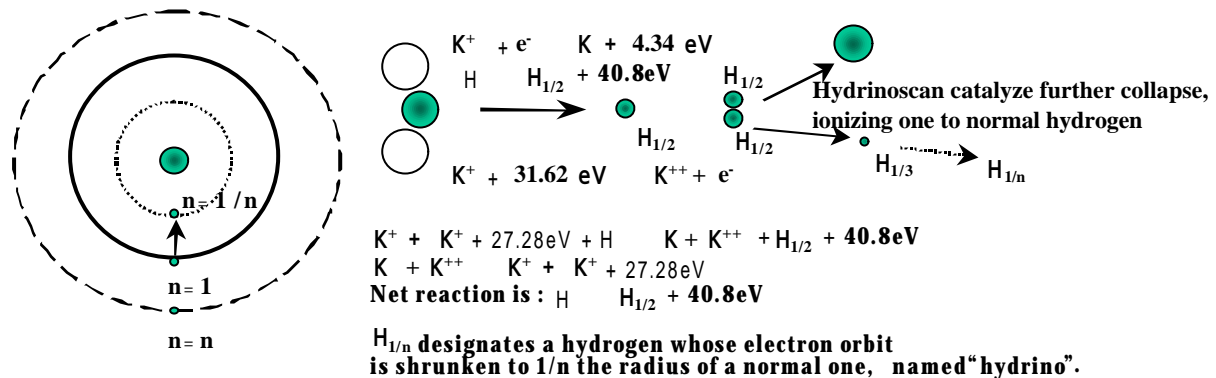 n = 1 / n
n = 1
n = n
K⁺ + e⁻ K + 4.34 eV
H H1/2 + 40.8eV
H1/2
K⁺ + 31.62 eV K⁺⁺ + e⁻
H1/2
H1/2
Hydrinoscan catalyze further collapse,
ionizing one to normal hydrogen
H1/3
H1/n
K⁺ + K⁺ + 27.28eV + H K + K⁺⁺ + H1/2 + 40.8eV
K + K⁺⁺ K⁺ + K⁺ + 27.28eV
Net reaction is : H H1/2 + 40.8eV
H1/n designates a hydrogen whose electron orbit
is shrunken to 1/n the radius of a normal one, named“hydrino”.